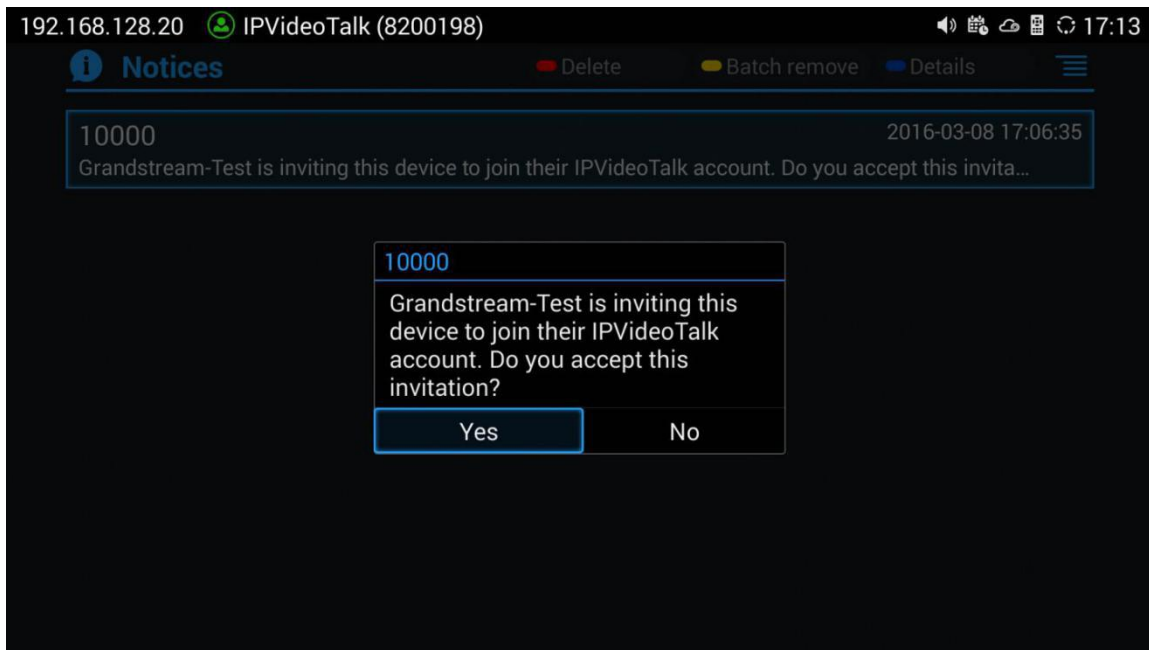 192.168.128.20 IPVideoTalk (8200198) 17:13
Notices Delete Batch remove Details
10000 2016-03-08 17:06:35
Grandstream-Test is inviting this device to join their IPVideoTalk account. Do you accept this invita...
10000
Grandstream-Test is inviting this
device to join their IPVideoTalk
account. Do you accept this
invitation?
Yes No